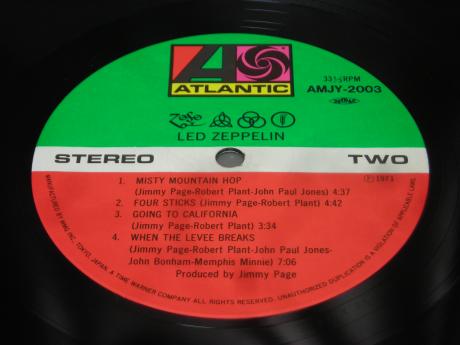 ATLANTIC
33⅓RPM
AMJY-2003
LED ZEPPELIN
STEREO
TWO
℗1971
1. MISTY MOUNTAIN HOP
(Jimmy Page-Robert Plant-John Paul Jones) 4:37
2. FOUR STICKS (Jimmy Page-Robert Plant) 4:42
3. GOING TO CALIFORNIA
(Jimmy Page-Robert Plant) 3:34
4. WHEN THE LEVEE BREAKS
(Jimmy Page-Robert Plant-John Paul Jones-
John Bonham-Memphis Minnie) 7:06
Produced by Jimmy Page
MANUFACTURED BY MMG INC., TOKYO, JAPAN. A TIME WARNER COMPANY ALL RIGHTS RESERVED. UNAUTHORIZED DUPLICATION IS A VIOLATION OF APPLICABLE LAWS.